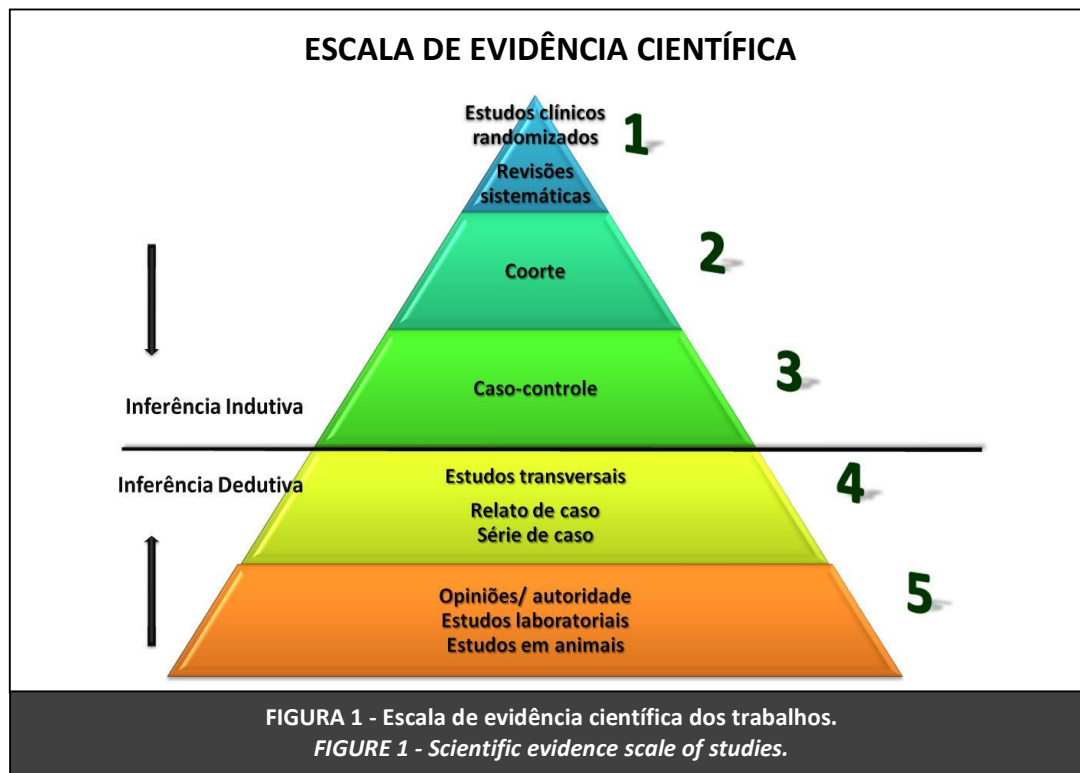 ESCALA DE EVIDÊNCIA CIENTÍFICA
Estudos clínicos
randomizados
1
Revisões
sistemáticas
2
Coorte
3
Caso-controle
Inferência Indutiva
Inferência Dedutiva
Estudos transversais
4
Relato de caso
Série de caso
5
Opiniões/ autoridade
Estudos laboratoriais
Estudos em animais
FIGURA 1 - Escala de evidência científica dos trabalhos.
FIGURE 1 - Scientific evidence scale of studies.